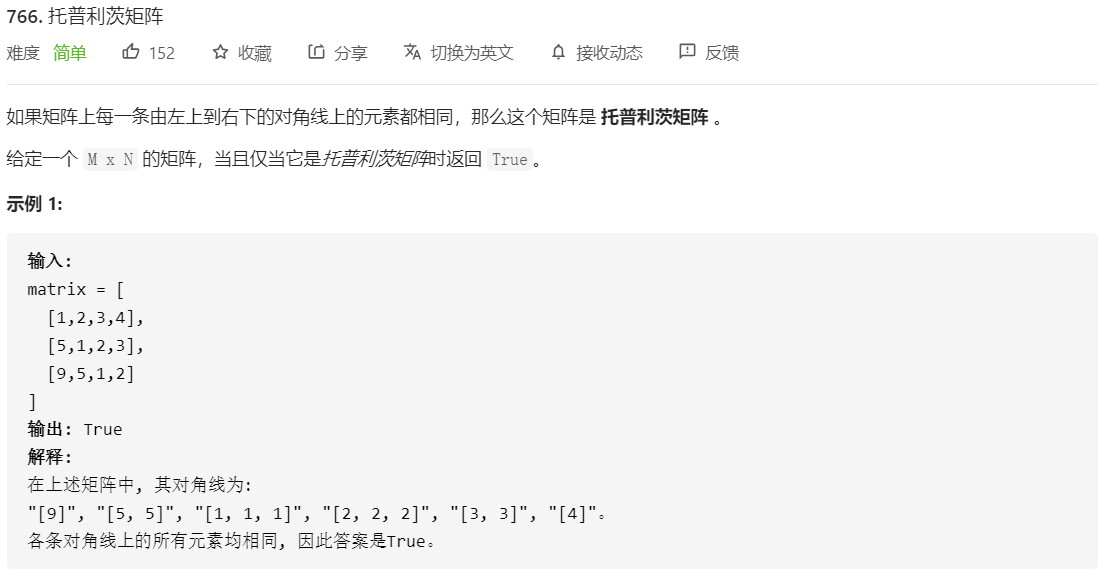 766. 托普利茨矩阵
难度 简单 152 收藏 分享 切换为英文 接收动态 反馈
如果矩阵上每一条由左上到右下的对角线上的元素都相同，那么这个矩阵是 托普利茨矩阵 。
给定一个 M x N 的矩阵，当且仅当它是托普利茨矩阵时返回 True。
示例 1:
输入:
matrix = [
  [1,2,3,4],
  [5,1,2,3],
  [9,5,1,2]
]
输出: True
解释:
在上述矩阵中, 其对角线为:
"[9]", "[5, 5]", "[1, 1, 1]", "[2, 2, 2]", "[3, 3]", "[4]"。
各条对角线上的所有元素均相同, 因此答案是True。